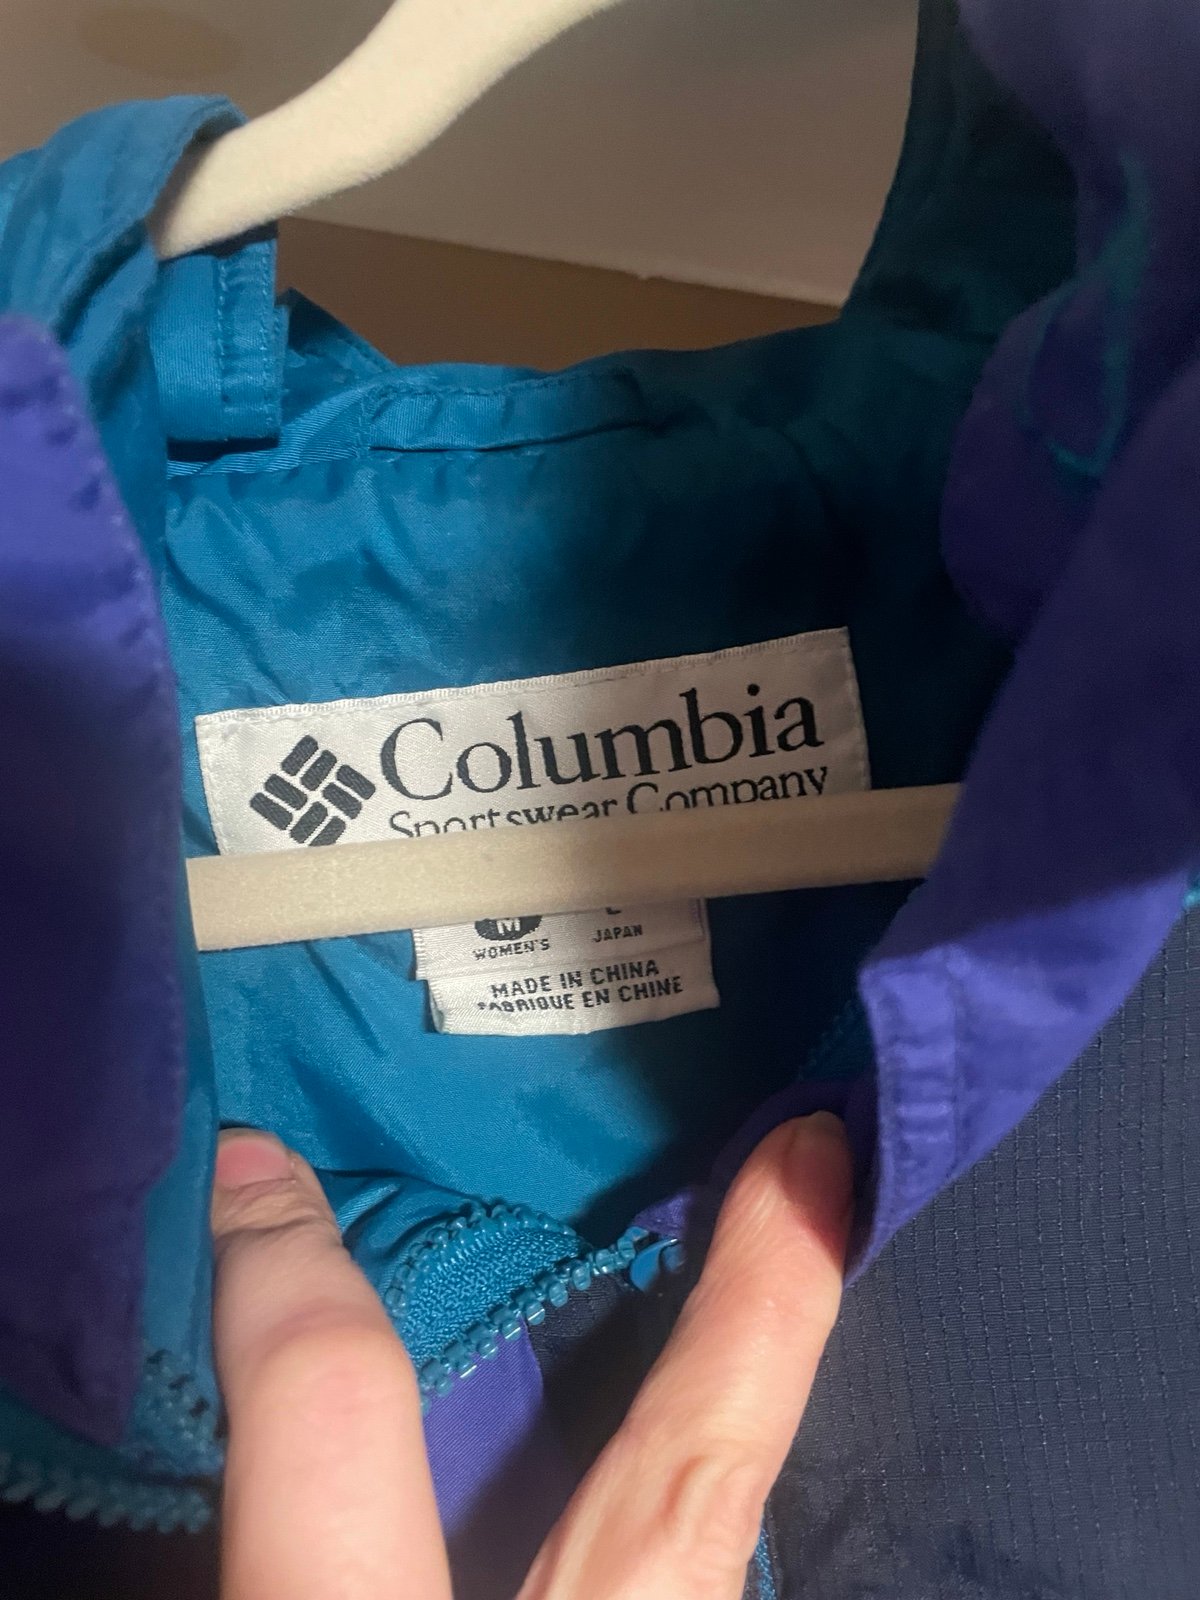 Columbia
Sportswear Company
M
WOMEN'S
JAPAN
MADE IN CHINA
FABRIQUE EN CHINE